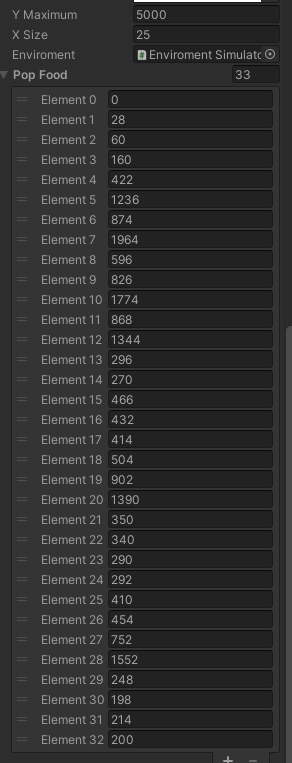 Y Maximum 5000
X Size 25
Enviroment Enviroment Simulato
Pop Food 33
Element 0 0
Element 1 28
Element 2 60
Element 3 160
Element 4 422
Element 5 1236
Element 6 874
Element 7 1964
Element 8 596
Element 9 826
Element 10 1774
Element 11 868
Element 12 1344
Element 13 296
Element 14 270
Element 15 466
Element 16 432
Element 17 414
Element 18 504
Element 19 902
Element 20 1390
Element 21 350
Element 22 340
Element 23 290
Element 24 292
Element 25 410
Element 26 454
Element 27 752
Element 28 1552
Element 29 248
Element 30 198
Element 31 214
Element 32 200
+ −